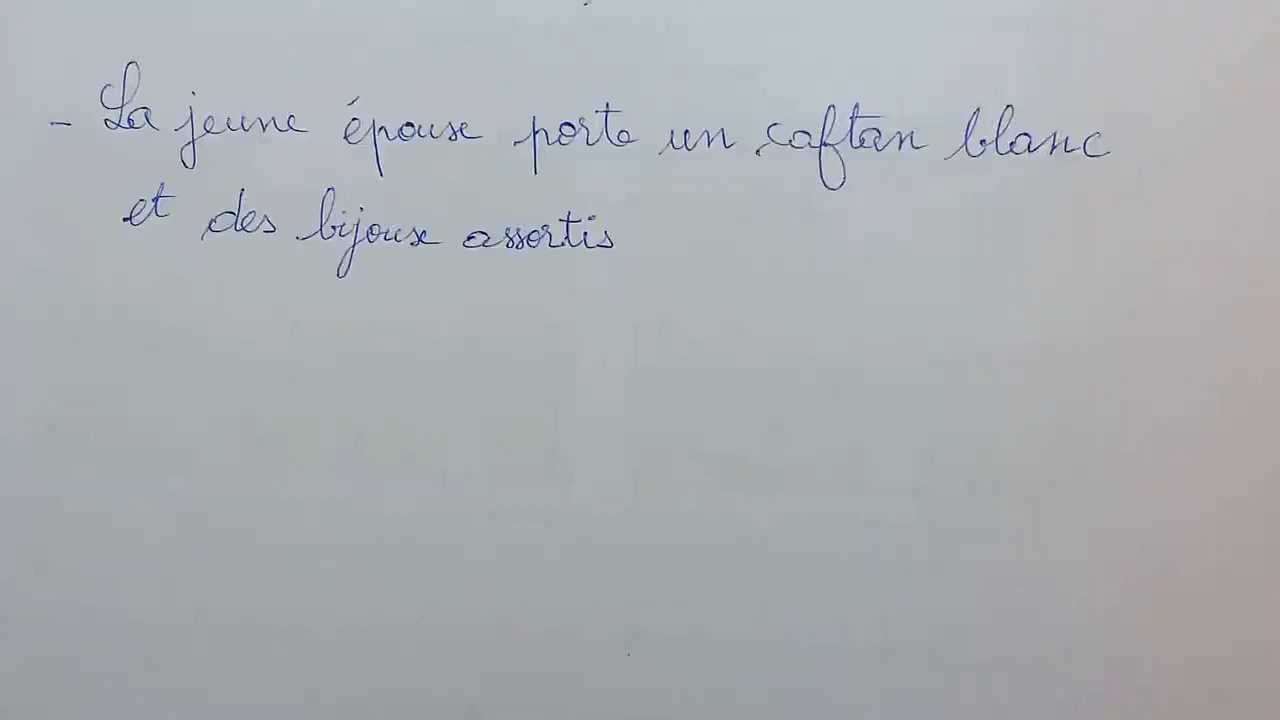 - La jeune épouse porte un caftan blanc
et des bijoux assortis